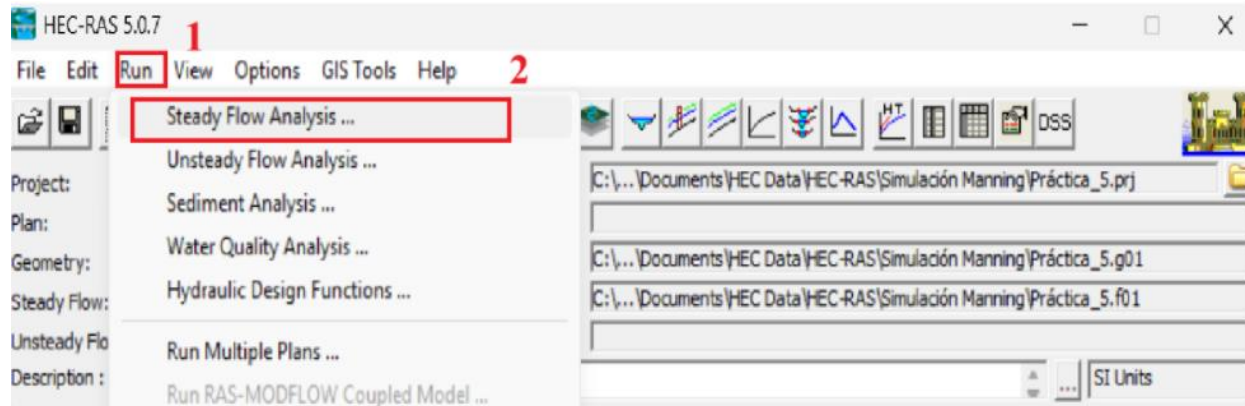 HEC-RAS 5.0.7
1
File Edit Run View Options GIS Tools Help
2
Steady Flow Analysis ...
DSS
Unsteady Flow Analysis ...
Project:
C:\...\Documents\HEC Data\HEC-RAS\Simulación Manning\Práctica_5.prj
Sediment Analysis ...
Plan:
Water Quality Analysis ...
Geometry:
C:\...\Documents\HEC Data\HEC-RAS\Simulación Manning\Práctica_5.g01
Hydraulic Design Functions ...
Steady Flow:
C:\...\Documents\HEC Data\HEC-RAS\Simulación Manning\Práctica_5.f01
Unsteady Flo
Run Multiple Plans ...
Description :
... SI Units
Run RAS-MODFLOW Coupled Model ...